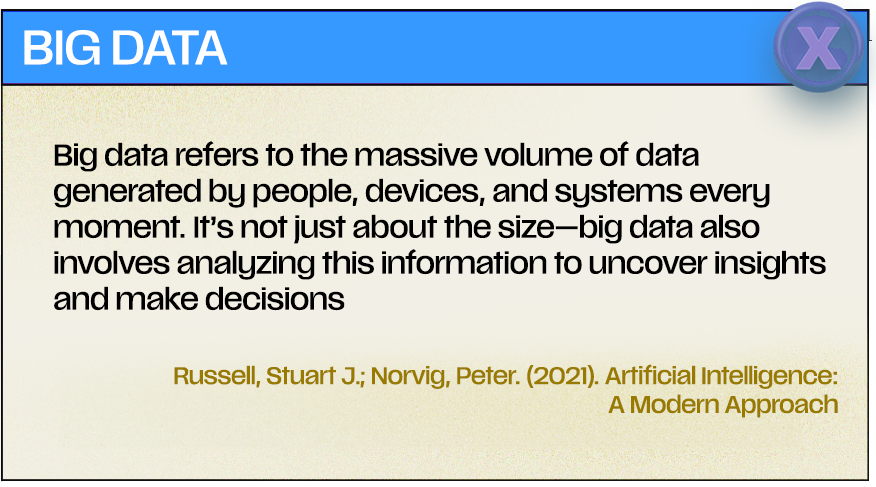 BIG DATA
X
Big data refers to the massive volume of data
generated by people, devices, and systems every
moment. It’s not just about the size—big data also
involves analyzing this information to uncover insights
and make decisions
Russell, Stuart J.; Norvig, Peter. (2021). Artificial Intelligence:
A Modern Approach